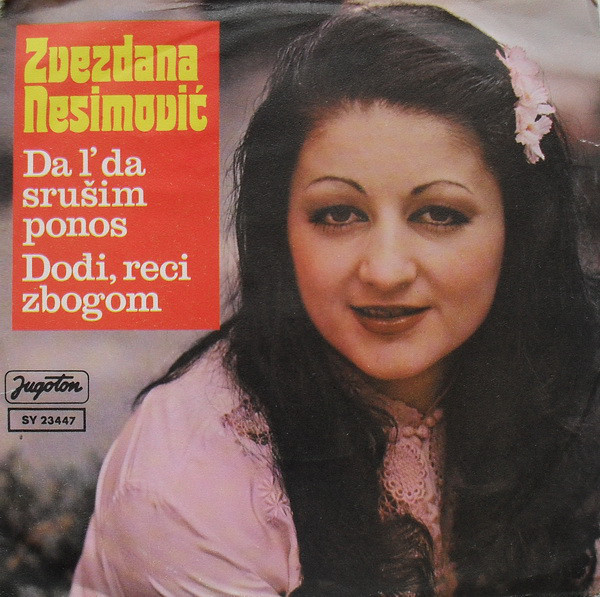 Zvezdana
Nesimović
Da l' da
srušim
ponos
Dođi, reci
zbogom
Jugoton
SY 23447